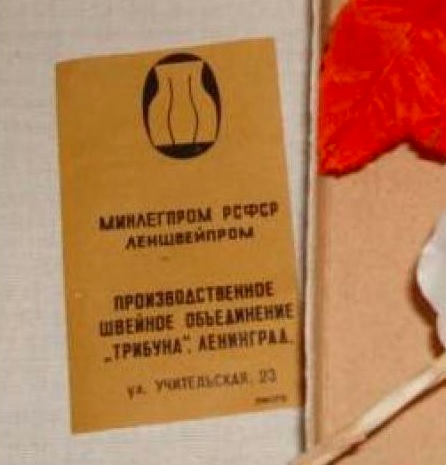 МИНЛЕГПРОМ РСФСР
ЛЕНШВЕЙПРОМ
ПРОИЗВОДСТВЕННОЕ
ШВЕЙНОЕ ОБЪЕДИНЕНИЕ
„ТРИБУНА", ЛЕНИНГРАД,
ул. УЧИТЕЛЬСКАЯ, 23